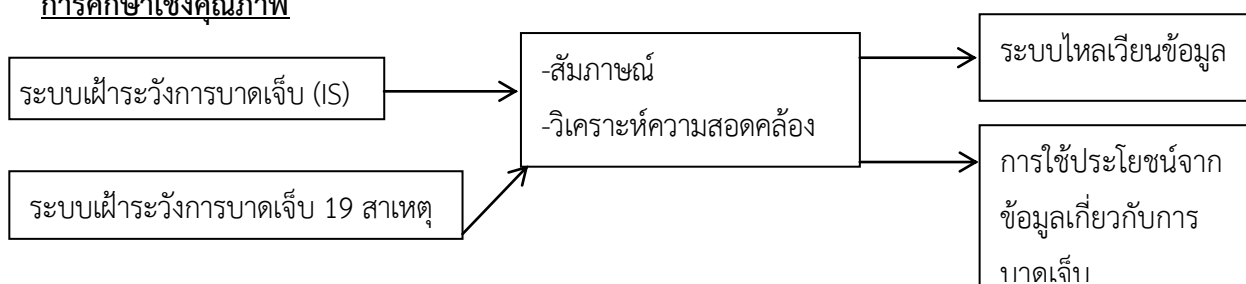 การศึกษาเชิงคุณภาพ
ระบบเฝ้าระวังการบาดเจ็บ (IS)
ระบบเฝ้าระวังการบาดเจ็บ 19 สาเหตุ
-สัมภาษณ์
-วิเคราะห์ความสอดคล้อง
ระบบไหลเวียนข้อมูล
การใช้ประโยชน์จาก
ข้อมูลเกี่ยวกับการ
บาดเจ็บ